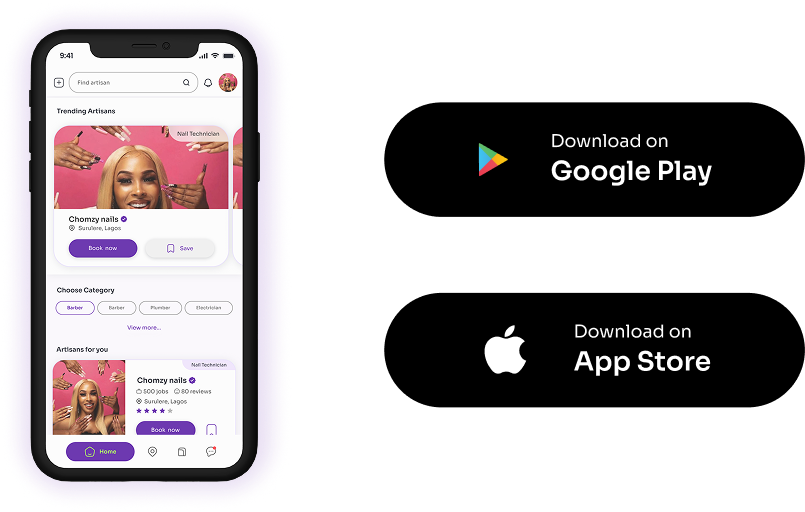 9:41
Find artisan
Trending Artisans
Nail Technician
Chomzy nails
Surulere, Lagos
Book now
Save
Choose Category
Barber
Barber
Plumber
Electrician
View more...
Artisans for you
Nail Technician
Chomzy nails
500 jobs
80 reviews
Surulere, Lagos
Book now
Home
Download on
Google Play
Download on
App Store